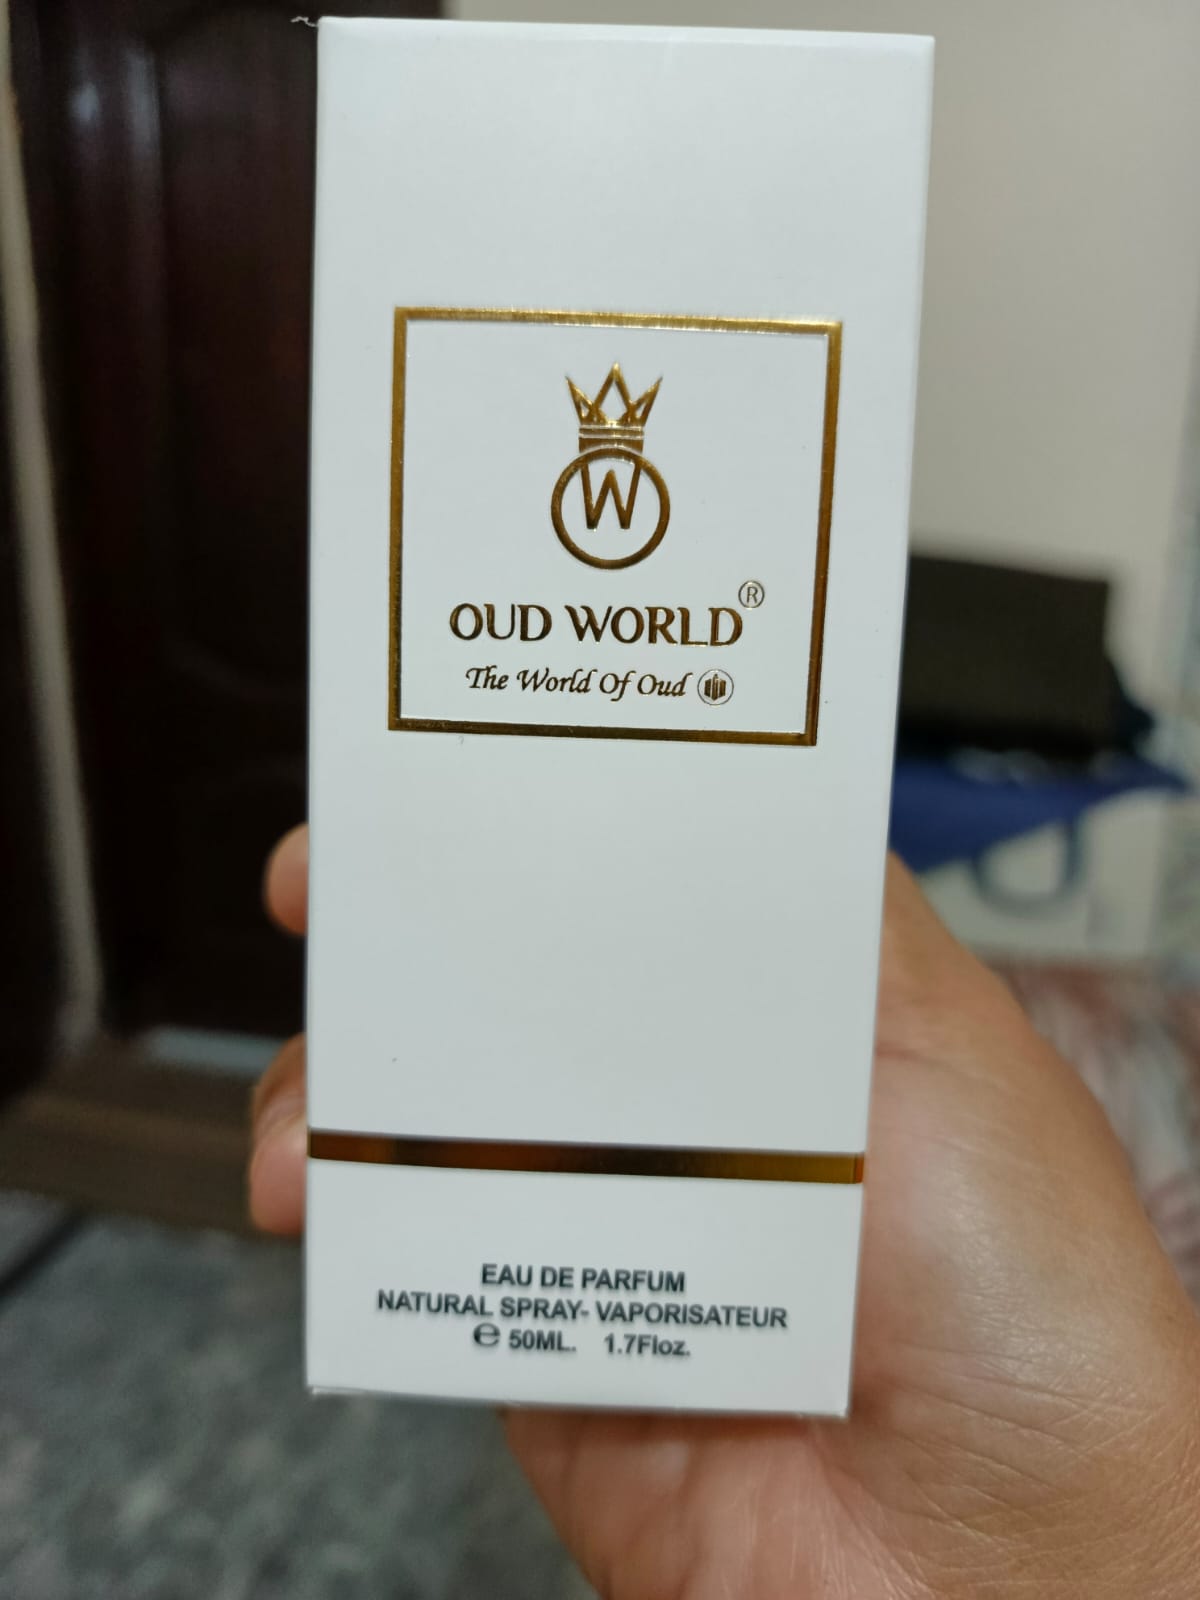 W
OUD WORLD®
The World Of Oud
EAU DE PARFUM
NATURAL SPRAY- VAPORISATEUR
℮ 50ML. 1.7Floz.